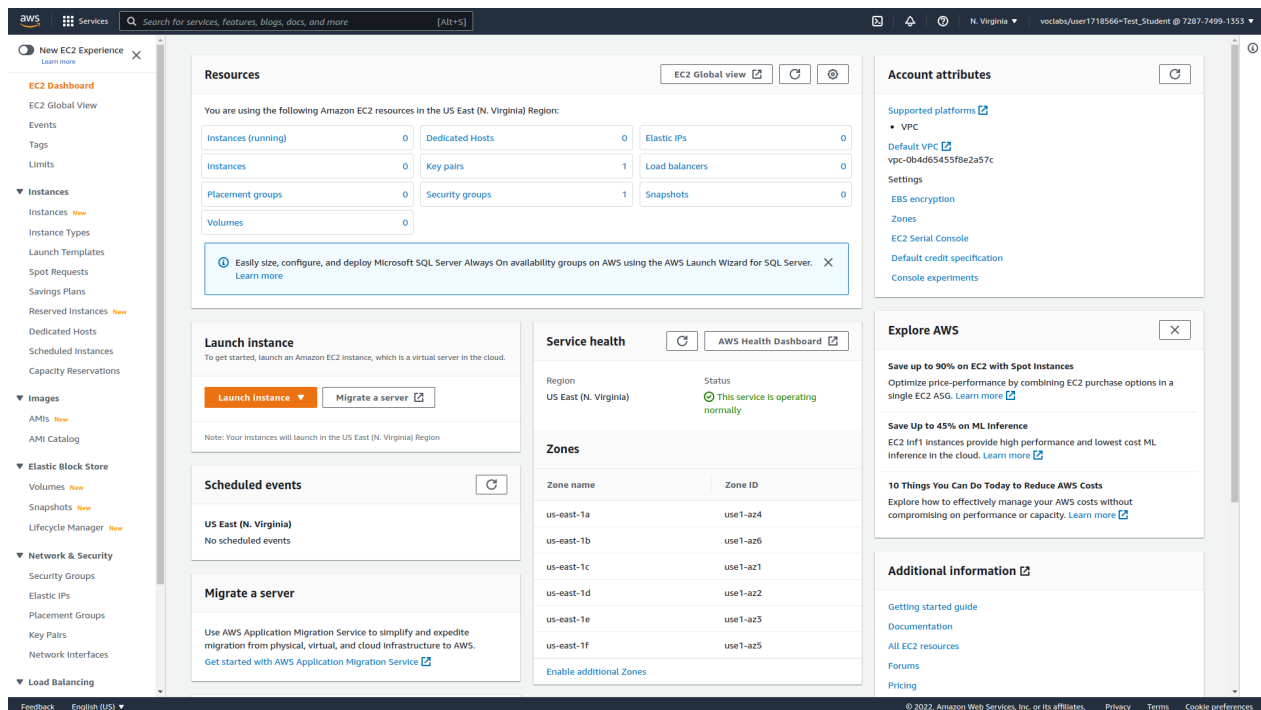 aws
Services
Search for services, features, blogs, docs, and more
[Alt+S]
N. Virginia ▼
voclabs/user1718566=Test_Student @ 7287-7499-1353 ▼
New EC2 Experience
Learn more
EC2 Dashboard
EC2 Global View
Events
Tags
Limits
▼ Instances
Instances New
Instance Types
Launch Templates
Spot Requests
Savings Plans
Reserved Instances New
Dedicated Hosts
Scheduled Instances
Capacity Reservations
▼ Images
AMIs New
AMI Catalog
▼ Elastic Block Store
Volumes New
Snapshots New
Lifecycle Manager New
▼ Network & Security
Security Groups
Elastic IPs
Placement Groups
Key Pairs
Network Interfaces
▼ Load Balancing
Resources
EC2 Global view
You are using the following Amazon EC2 resources in the US East (N. Virginia) Region:
Instances (running) 0
Dedicated Hosts 0
Elastic IPs 0
Instances 0
Key pairs 1
Load balancers 0
Placement groups 0
Security groups 1
Snapshots 0
Volumes 0
Easily size, configure, and deploy Microsoft SQL Server Always On availability groups on AWS using the AWS Launch Wizard for SQL Server.
Learn more
Launch instance
To get started, launch an Amazon EC2 instance, which is a virtual server in the cloud.
Launch instance ▼
Migrate a server
Note: Your instances will launch in the US East (N. Virginia) Region
Scheduled events
US East (N. Virginia)
No scheduled events
Migrate a server
Use AWS Application Migration Service to simplify and expedite
migration from physical, virtual, and cloud infrastructure to AWS.
Get started with AWS Application Migration Service
Service health
AWS Health Dashboard
Region
US East (N. Virginia)
Status
This service is operating
normally
Zones
Zone name Zone ID
us-east-1a use1-az4
us-east-1b use1-az6
us-east-1c use1-az1
us-east-1d use1-az2
us-east-1e use1-az3
us-east-1f use1-az5
Enable additional Zones
Account attributes
Supported platforms
• VPC
Default VPC
vpc-0b4d65455f8e2a57c
Settings
EBS encryption
Zones
EC2 Serial Console
Default credit specification
Console experiments
Explore AWS
Save up to 90% on EC2 with Spot Instances
Optimize price-performance by combining EC2 purchase options in a
single EC2 ASG. Learn more
Save Up to 45% on ML Inference
EC2 Inf1 instances provide high performance and lowest cost ML
inference in the cloud. Learn more
10 Things You Can Do Today to Reduce AWS Costs
Explore how to effectively manage your AWS costs without
compromising on performance or capacity. Learn more
Additional information
Getting started guide
Documentation
All EC2 resources
Forums
Pricing
Feedback
English (US) ▼
© 2022, Amazon Web Services, Inc. or its affiliates.
Privacy
Terms
Cookie preferences